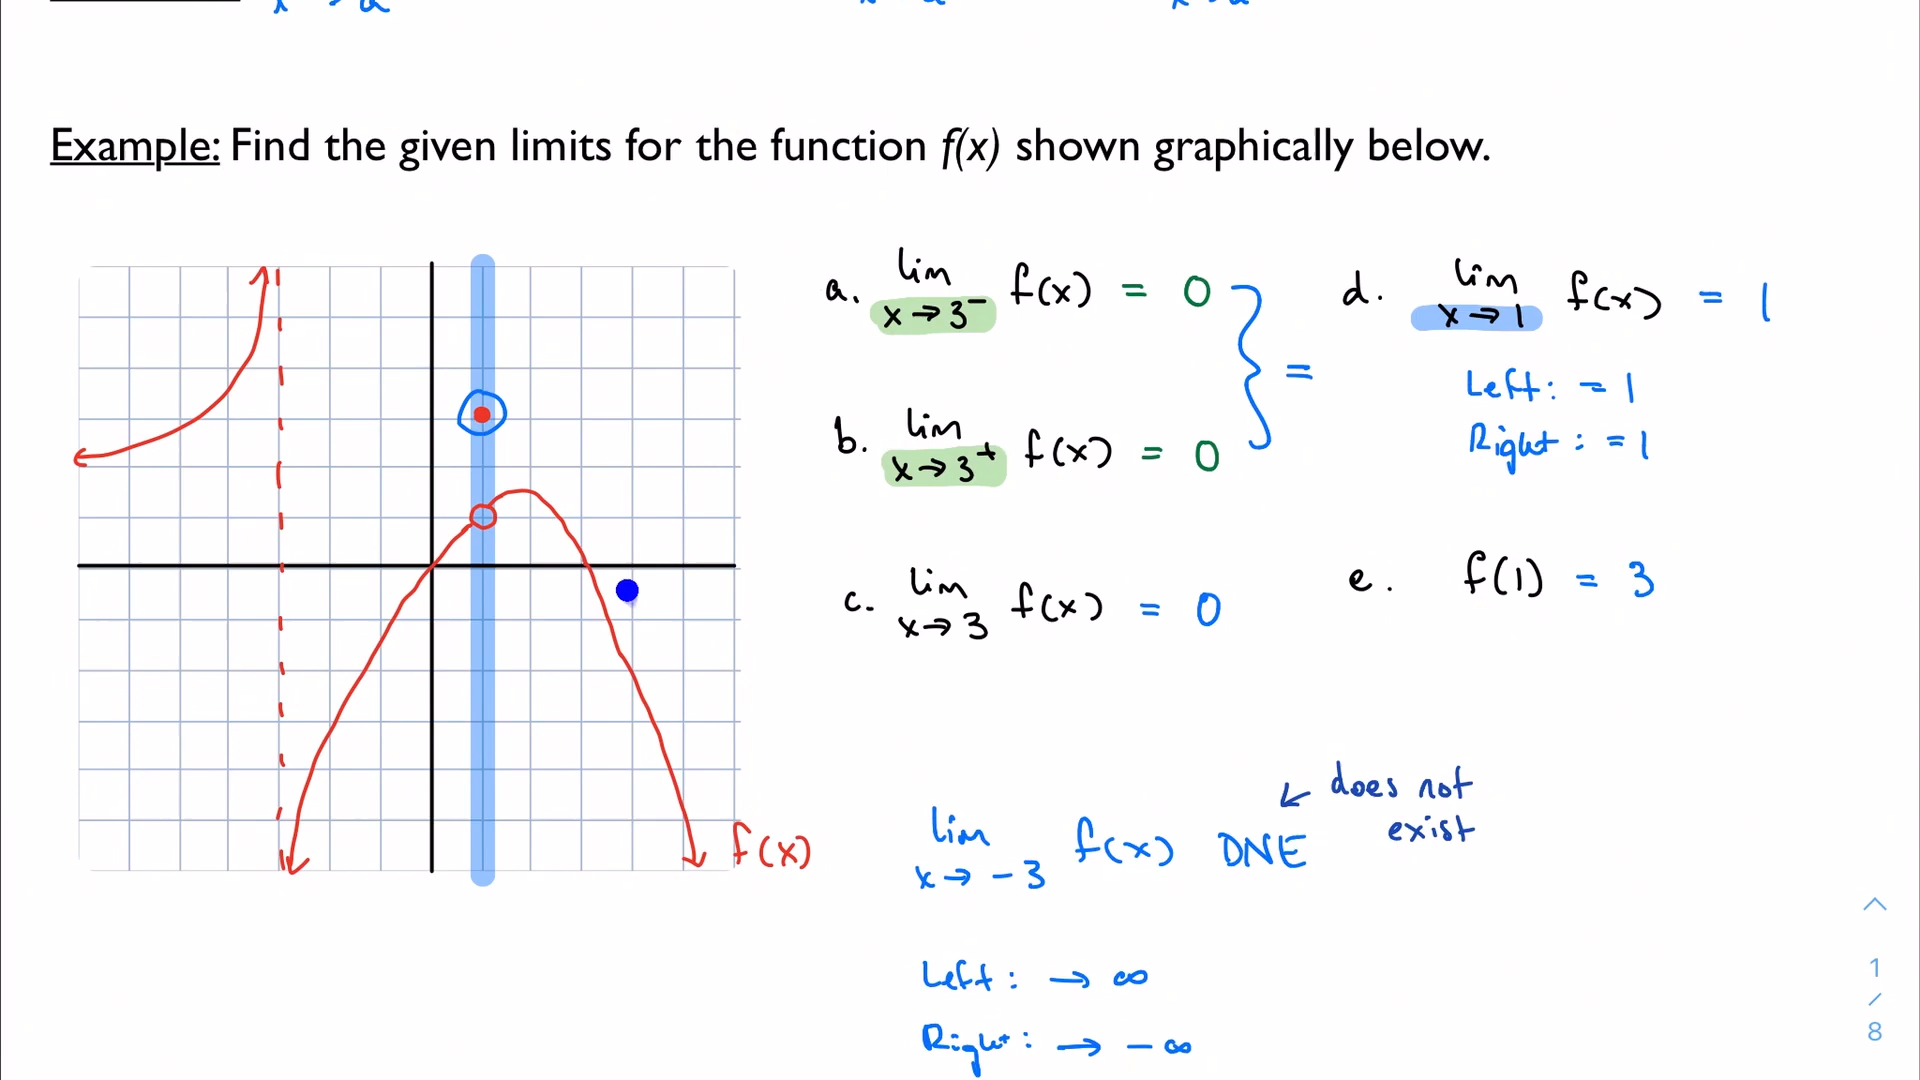 Example: Find the given limits for the function f(x) shown graphically below.
a. lim x→3⁻ f(x) = 0
b. lim x→3⁺ f(x) = 0
=
c. lim x→3 f(x) = 0
d. lim x→1 f(x) = 1
Left: = 1
Right: = 1
e. f(1) = 3
f(x)
lim x→-3 f(x) DNE
← does not
exist
Left: → ∞
Right: → -∞
1
/
8